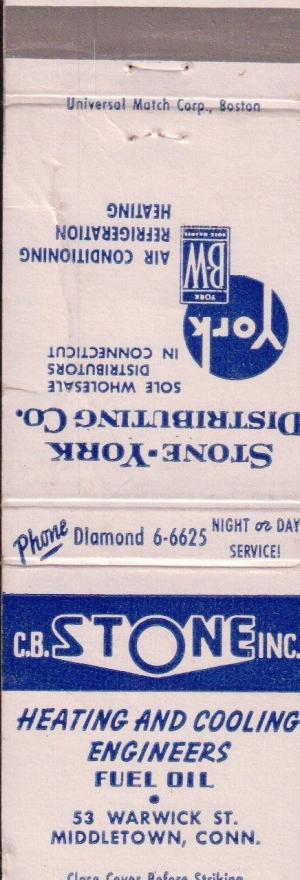 Universal Match Corp., Boston
STONE-YORK
DISTRIBUTING CO.
SOLE WHOLESALE
DISTRIBUTORS
IN CONNECTICUT
York
YORK
B-W
AIR CONDITIONING
REFRIGERATION
HEATING
Phone Diamond 6-6625 NIGHT or DAY
SERVICE!
C.B. STONE INC.
HEATING AND COOLING
ENGINEERS
FUEL OIL
•
53 WARWICK ST.
MIDDLETOWN, CONN.
Close Cover Before Striking